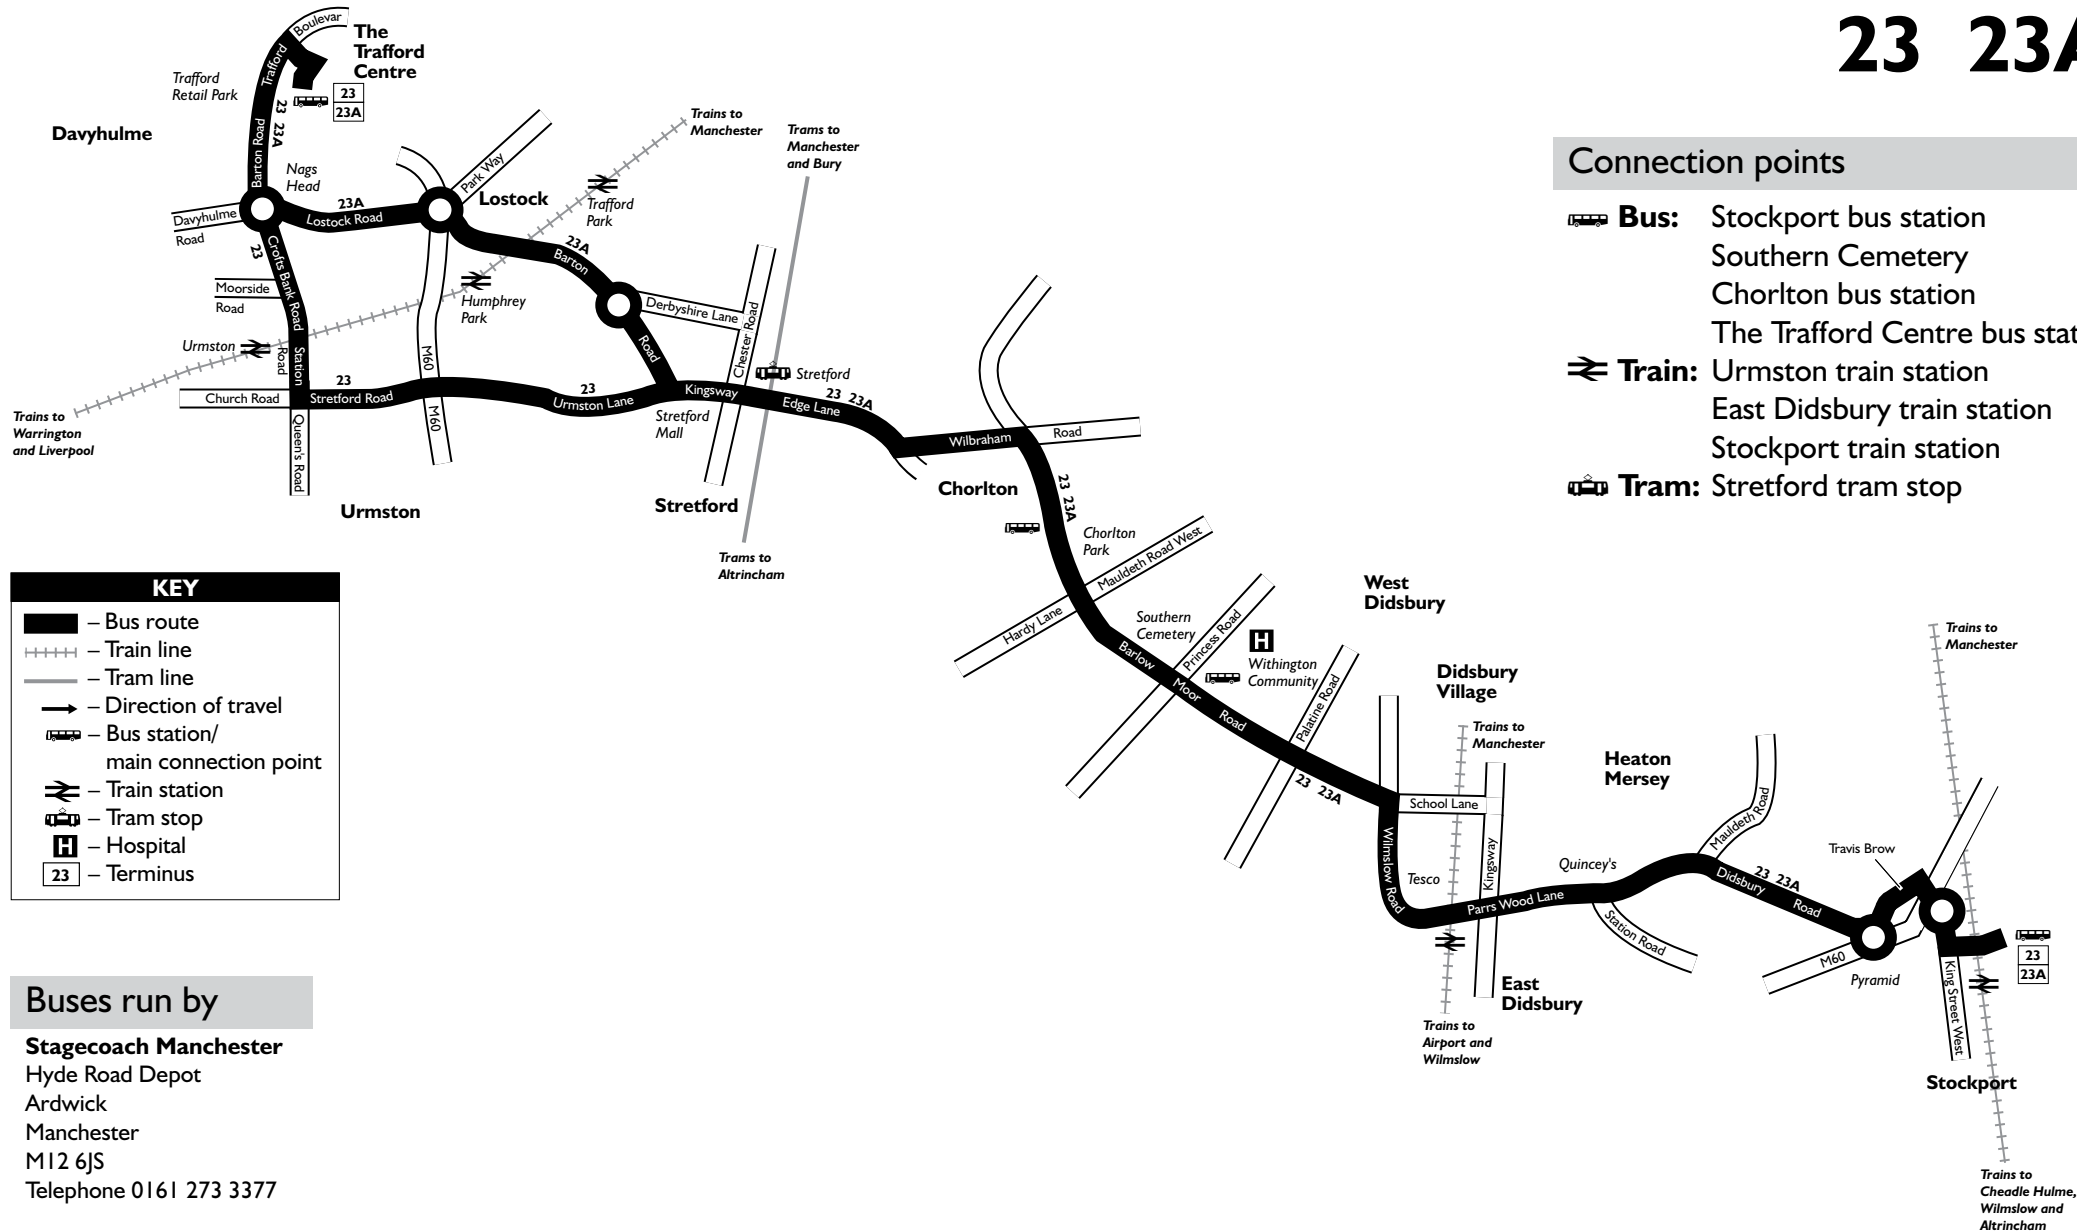 23 23A
Boulevar
The
Trafford
Centre
Trafford
Trafford
Retail Park
23
23A
23 23A
Barton Road
Davyhulme
Nags
Head
Davyhulme
Road
23A
Lostock Road
Park Way
Lostock
Trains to
Manchester
Trafford
Park
Trams to
Manchester
and Bury
23
Crofts Bank Road
Moorside
Road
Humphrey
Park
23A
Barton
Road
Derbyshire Lane
Chester Road
Urmston
Station
Road
M60
M60
Church Road
23
Stretford Road
23
Urmston Lane
Kingsway
Stretford
Mall
Stretford
23 23A
Edge Lane
Queen's Road
Trains to
Warrington
and Liverpool
Urmston
Stretford
Trams to
Altrincham
Wilbraham
Road
Chorlton
23 23A
Chorlton
Park
Mauldeth Road West
Hardy Lane
Southern
Cemetery
Princess Road
H
Withington
Community
Barlow
Moor
Road
West
Didsbury
Palatine Road
23 23A
Didsbury
Village
Trains to
Manchester
School Lane
Wilmslow Road
Tesco
Kingsway
Parrs Wood Lane
Quincey's
Station Road
East
Didsbury
Trains to
Airport and
Wilmslow
Heaton
Mersey
Mauldeth Road
23 23A
Didsbury
Road
Travis Brow
M60
Pyramid
King Street West
23
23A
Stockport
Trains to
Manchester
Trains to
Cheadle Hulme,
Wilmslow and
Altrincham
Connection points
Bus: Stockport bus station
Southern Cemetery
Chorlton bus station
The Trafford Centre bus stat
Train: Urmston train station
East Didsbury train station
Stockport train station
Tram: Stretford tram stop
KEY
– Bus route
– Train line
– Tram line
– Direction of travel
– Bus station/
main connection point
– Train station
– Tram stop
H – Hospital
23 – Terminus
Buses run by
Stagecoach Manchester
Hyde Road Depot
Ardwick
Manchester
M12 6JS
Telephone 0161 273 3377